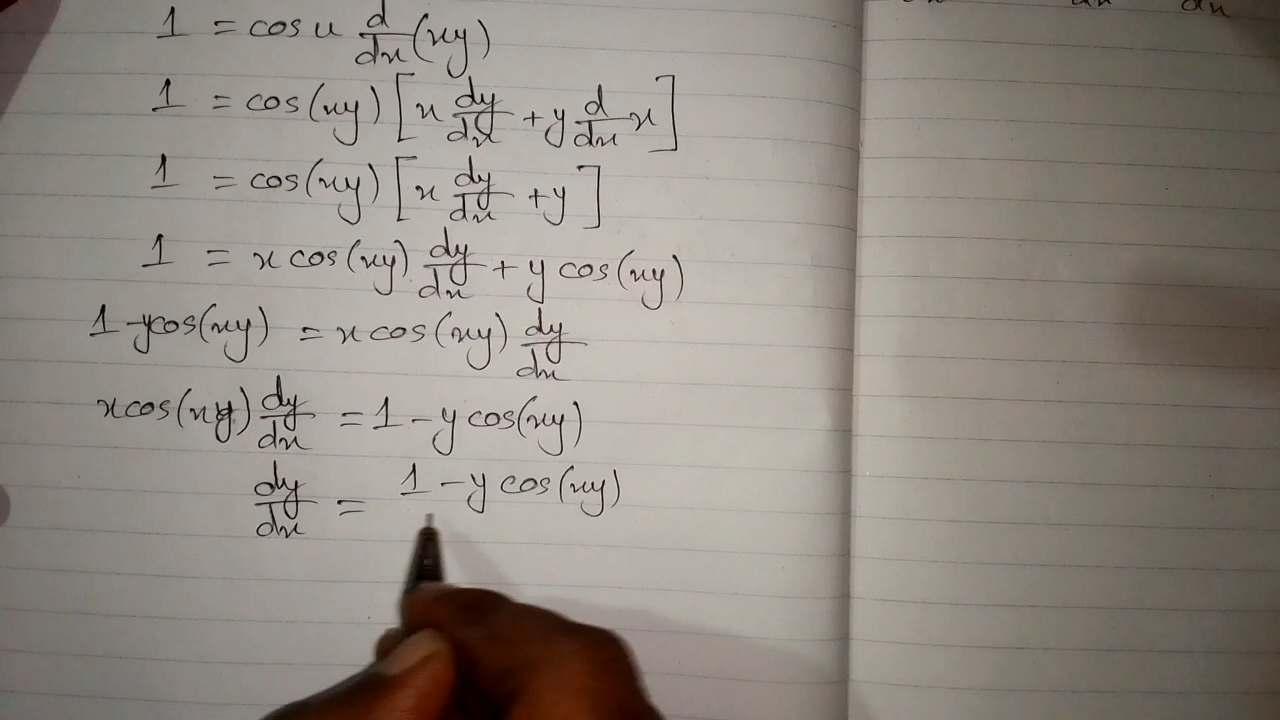 1 = cos u d/dx (xy)
1 = cos(xy) [x dy/dx + y d/dx x]
1 = cos(xy) [x dy/dx + y]
1 = x cos(xy) dy/dx + y cos(xy)
1 - ycos(xy) = x cos(xy) dy/dx
xcos(xy) dy/dx = 1 - y cos(xy)
dy/dx = 1 - y cos(xy)